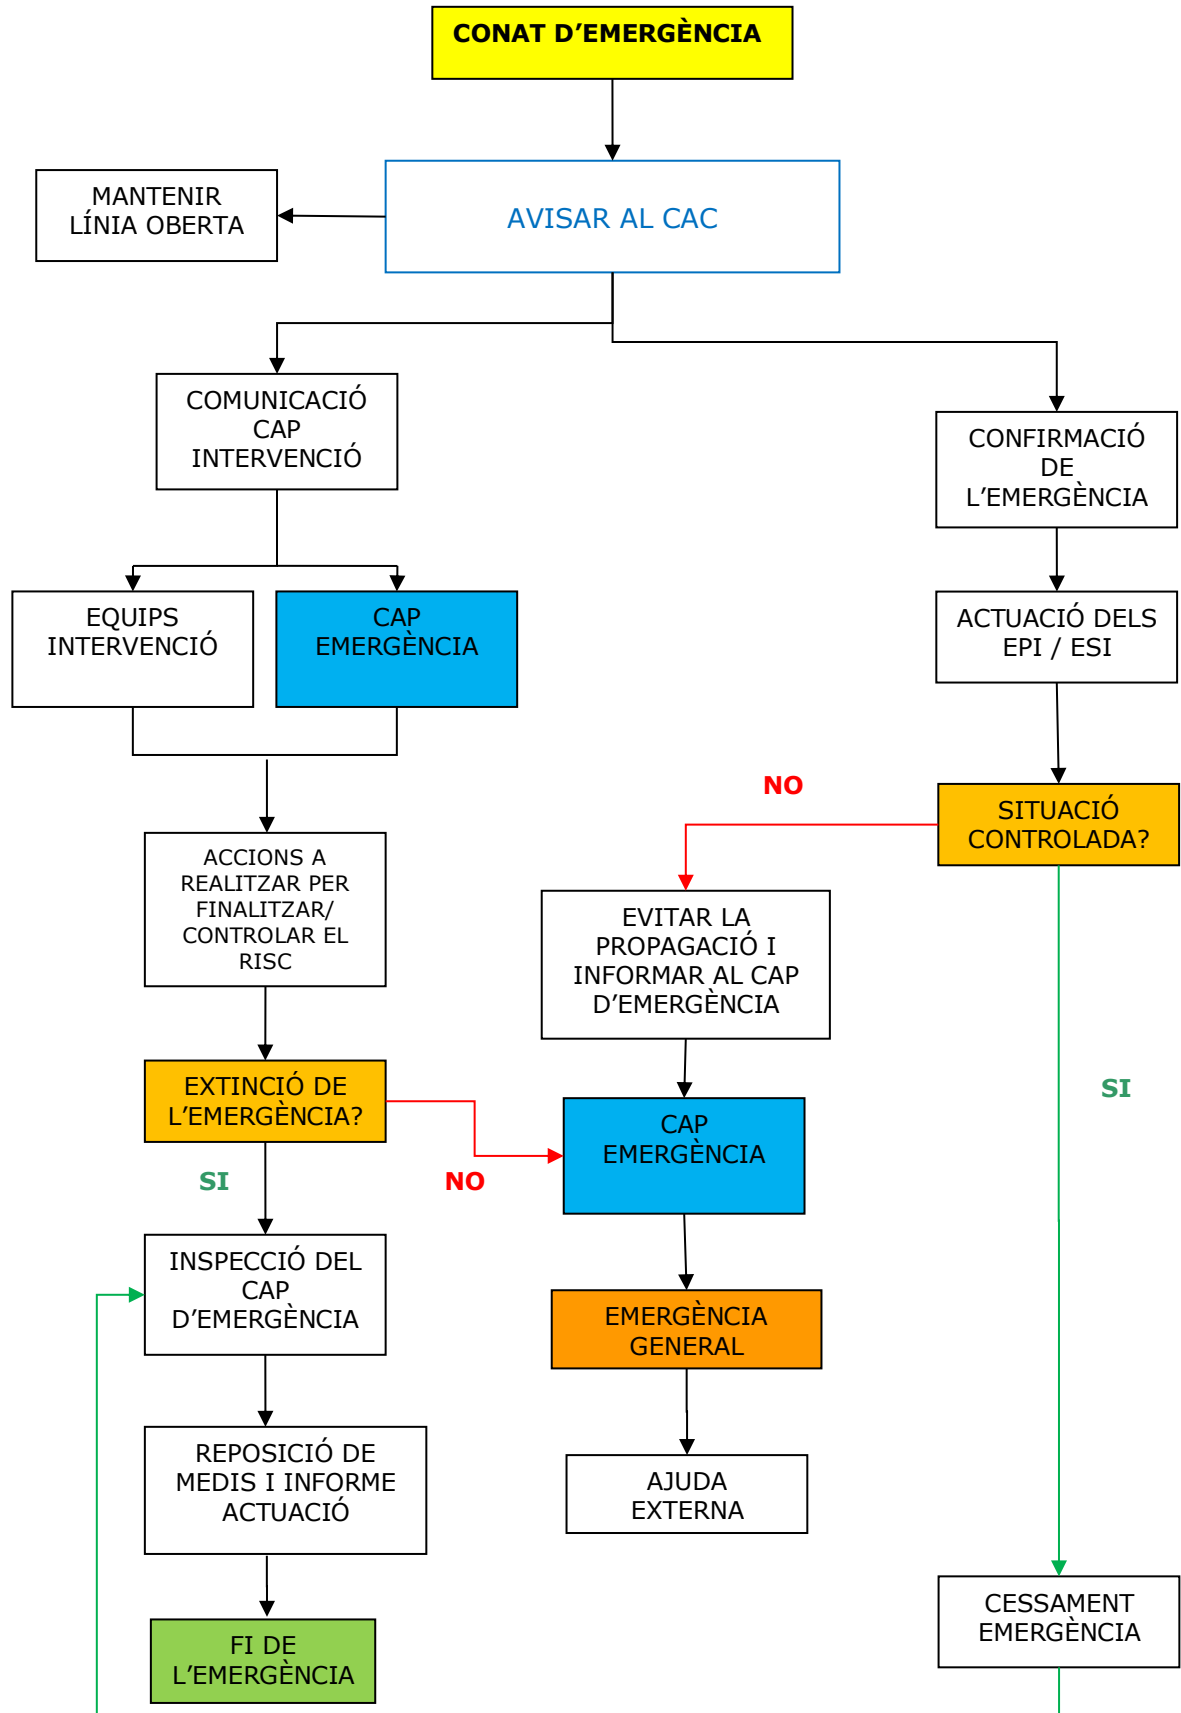 CONAT D’EMERGÈNCIA
AVISAR AL CAC
MANTENIR
LÍNIA OBERTA
COMUNICACIÓ
CAP
INTERVENCIÓ
CONFIRMACIÓ
DE
L’EMERGÈNCIA
EQUIPS
INTERVENCIÓ
CAP
EMERGÈNCIA
ACTUACIÓ DELS
EPI / ESI
NO
SITUACIÓ
CONTROLADA?
ACCIONS A
REALITZAR PER
FINALITZAR/
CONTROLAR EL
RISC
EVITAR LA
PROPAGACIÓ I
INFORMAR AL CAP
D’EMERGÈNCIA
EXTINCIÓ DE
L’EMERGÈNCIA?
SI
CAP
EMERGÈNCIA
SI
NO
INSPECCIÓ DEL
CAP
D’EMERGÈNCIA
EMERGÈNCIA
GENERAL
REPOSICIÓ DE
MEDIS I INFORME
ACTUACIÓ
AJUDA
EXTERNA
CESSAMENT
EMERGÈNCIA
FI DE
L’EMERGÈNCIA